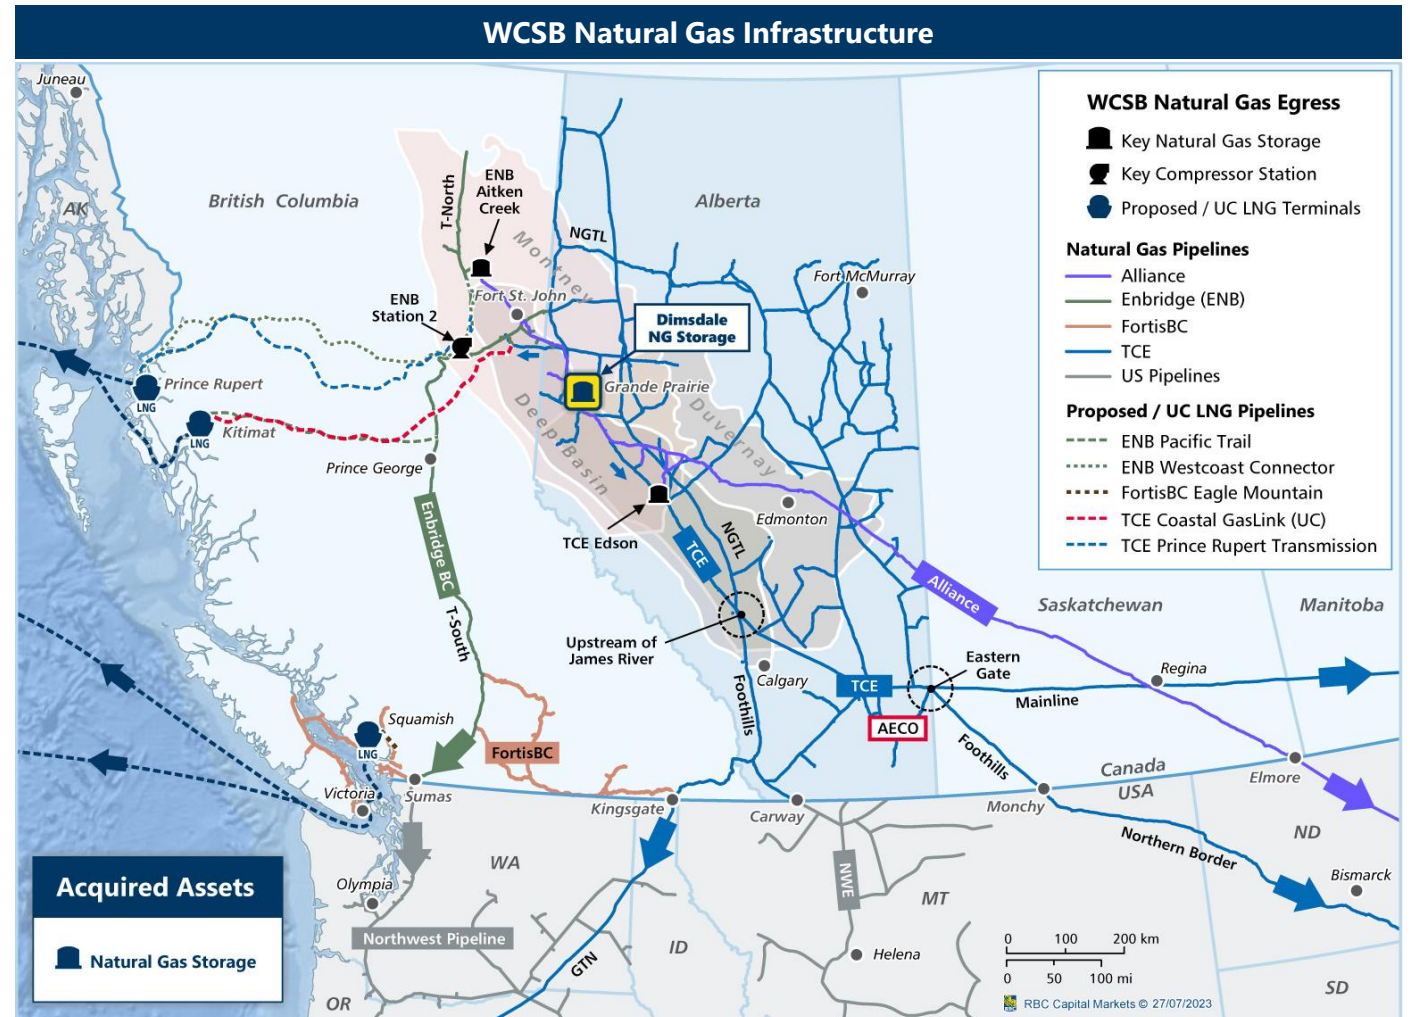 WCSB Natural Gas Infrastructure
Juneau
AK
British Columbia
Alberta
T-North
ENB
Aitken
Creek
Montney
NGTL
Fort St. John
Fort McMurray
ENB
Station 2
Dimsdale
NG Storage
Prince Rupert
LNG
Grande Prairie
Kitimat
LNG
Deep Basin
Duvernay
Prince George
Edmonton
Enbridge BC
TCE Edson
TCE
NGTL
Alliance
T-South
Upstream of
James River
Saskatchewan
Manitoba
Calgary
Eastern
Gate
Regina
TCE
Mainline
Foothills
AECO
Squamish
LNG
FortisBC
Foothills
Canada
USA
Elmore
Victoria
Sumas
Kingsgate
Carway
Monchy
Northern Border
ND
WA
Bismarck
Olympia
NWE
MT
Northwest Pipeline
GTN
ID
Helena
OR
SD
WCSB Natural Gas Egress
Key Natural Gas Storage
Key Compressor Station
Proposed / UC LNG Terminals
Natural Gas Pipelines
Alliance
Enbridge (ENB)
FortisBC
TCE
US Pipelines
Proposed / UC LNG Pipelines
ENB Pacific Trail
ENB Westcoast Connector
FortisBC Eagle Mountain
TCE Coastal GasLink (UC)
TCE Prince Rupert Transmission
Acquired Assets
Natural Gas Storage
0 100 200 km
0 50 100 mi
RBC Capital Markets © 27/07/2023